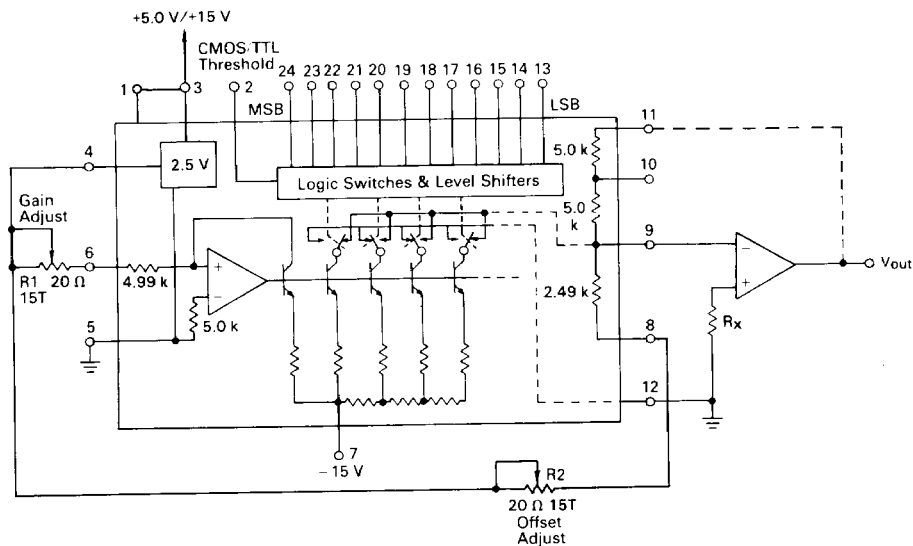 +5.0 V/+15 V
CMOS/TTL
Threshold
1
3
2
24
23
22
21
20
19
18
17
16
15
14
13
MSB
LSB
11
4
2.5 V
5.0 k
10
Logic Switches & Level Shifters
5.0
k
Gain
Adjust
9
6
R1
15T
20 Ω
4.99 k
+
−
−
+
Vout
2.49 k
5
5.0 k
8
Rx
12
7
−15 V
R2
20 Ω 15T
Offset
Adjust